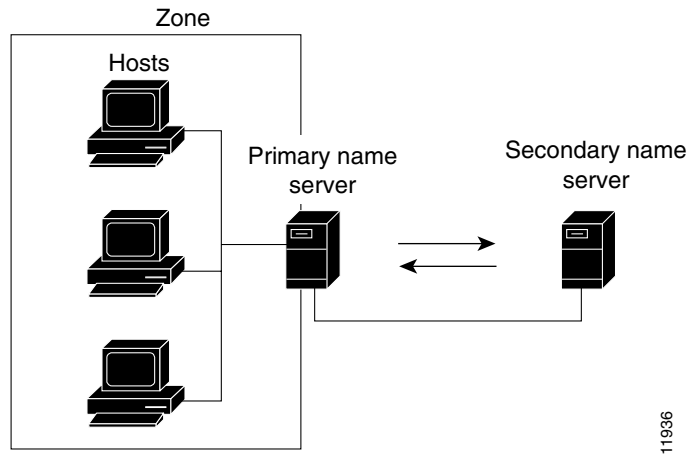 Zone
Hosts
Primary name
server
Secondary name
server
11936